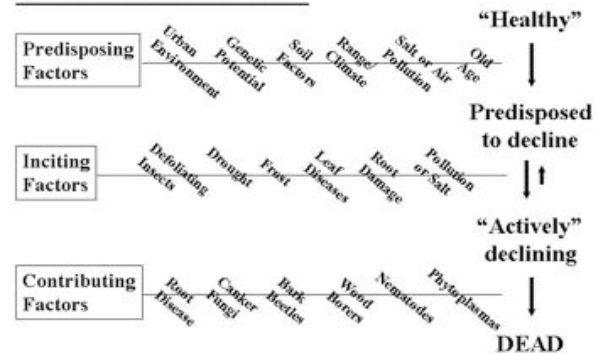 "Healthy"
Predisposing
Factors
Urban
Environment
Genetic
Potential
Soil
Factors
Range/
Climate
Salt or Air
Pollution
Old
Age
Predisposed
to decline
Inciting
Factors
Defoliating
Insects
Drought
Frost
Leaf
Diseases
Root
Damage
Pollution
or Salt
"Actively"
declining
Contributing
Factors
Root
Disease
Canker
Fungi
Bark
Beetles
Wood
Borers
Nematodes
Phytoplasmas
DEAD